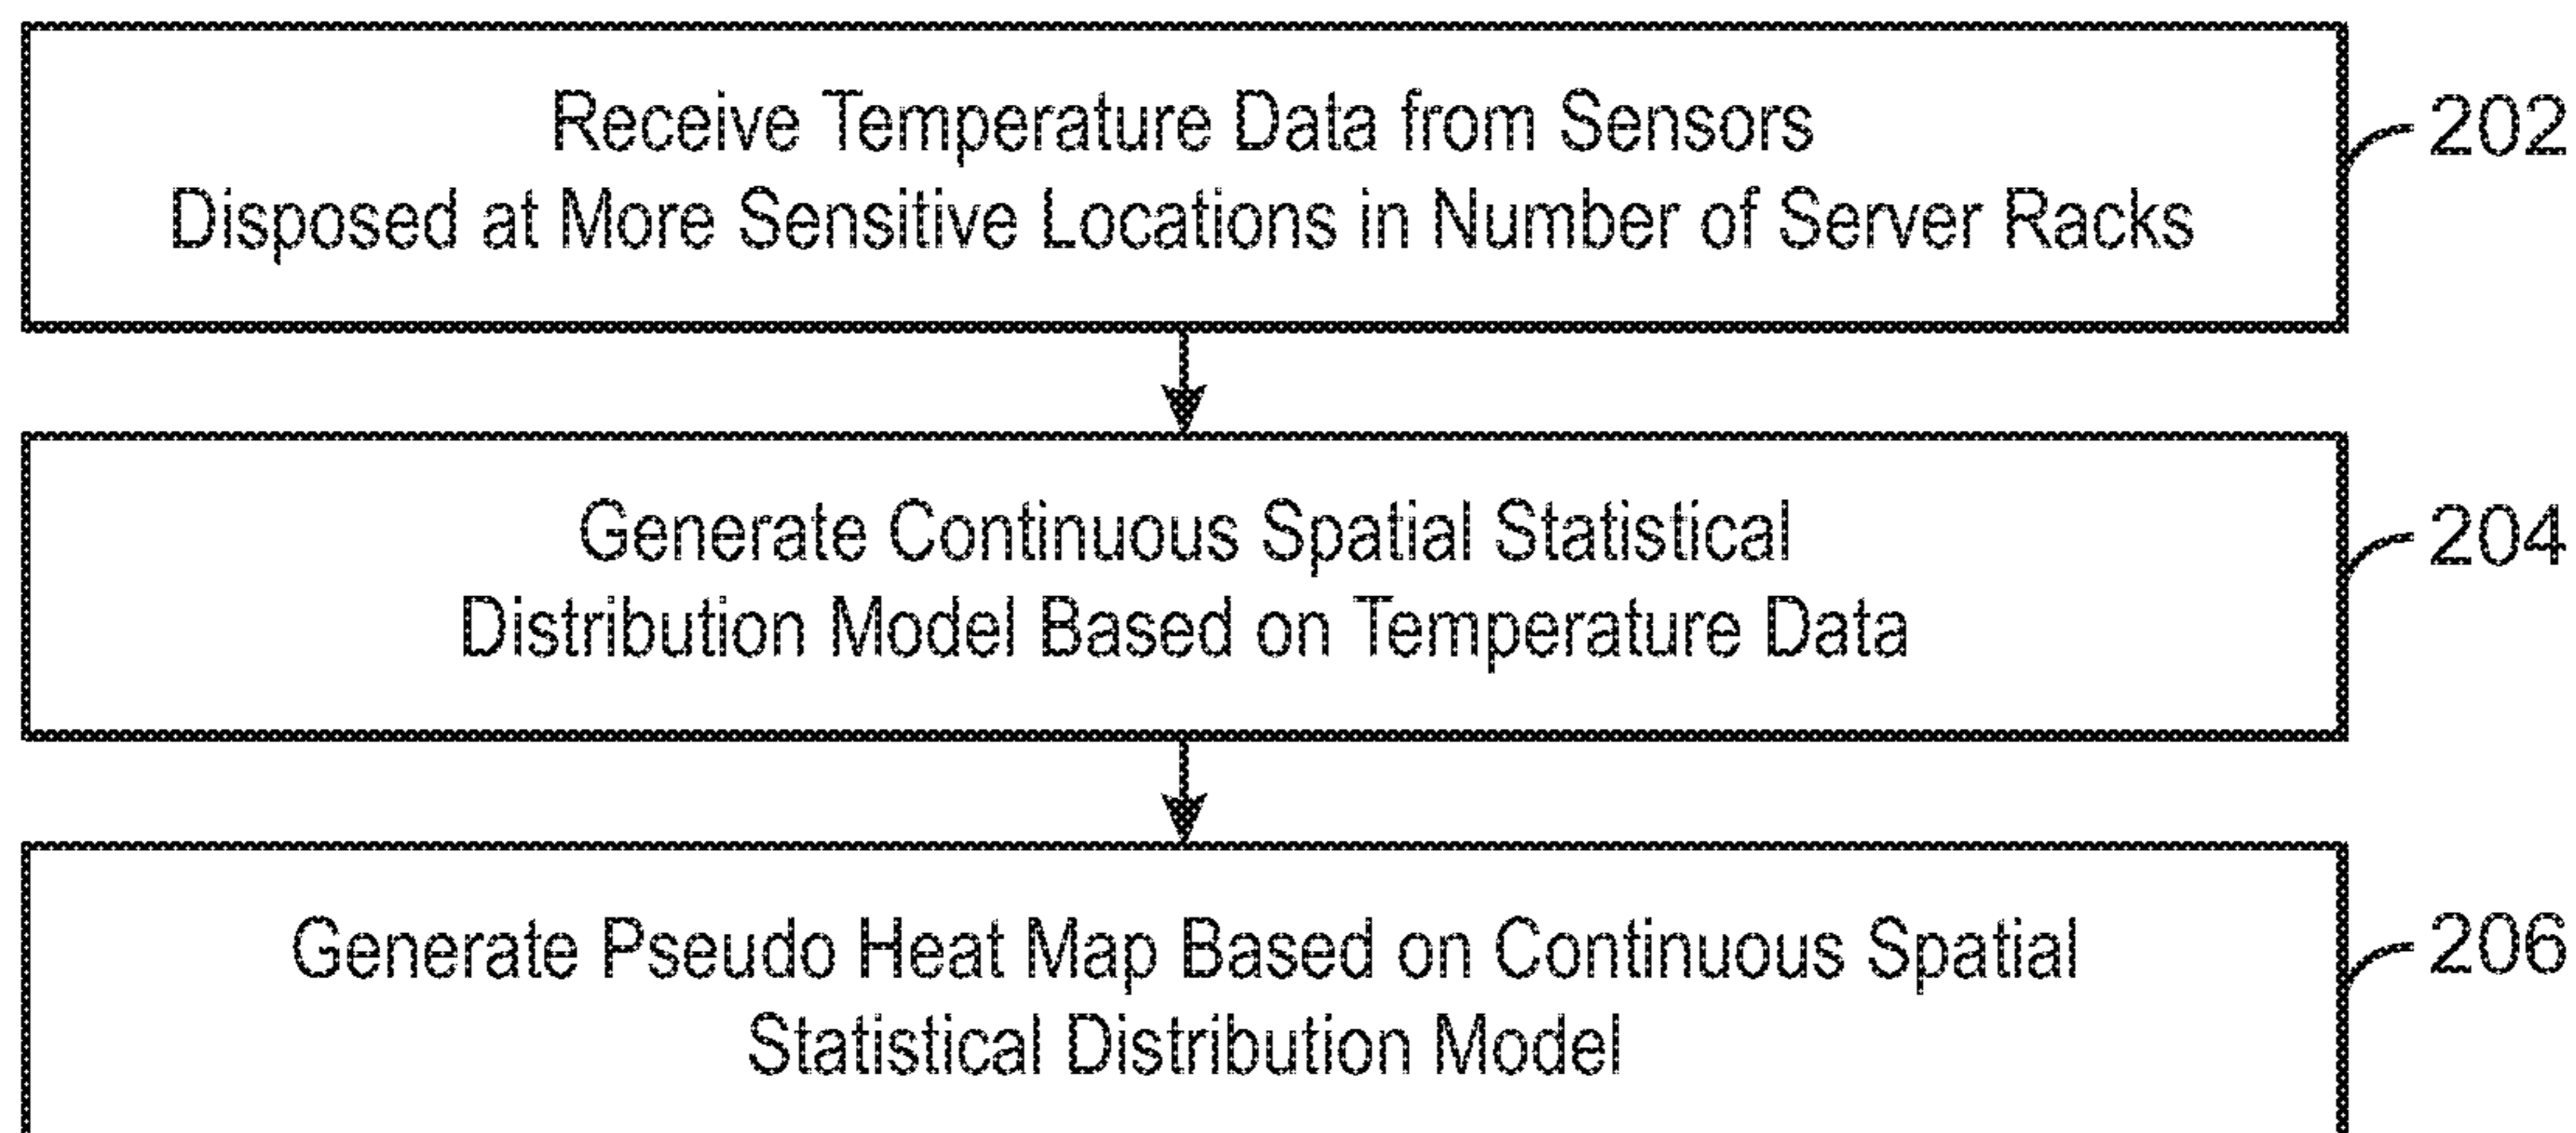 Receive Temperature Data from Sensors
Disposed at More Sensitive Locations in Number of Server Racks
202
Generate Continuous Spatial Statistical
Distribution Model Based on Temperature Data
204
Generate Pseudo Heat Map Based on Continuous Spatial
Statistical Distribution Model
206